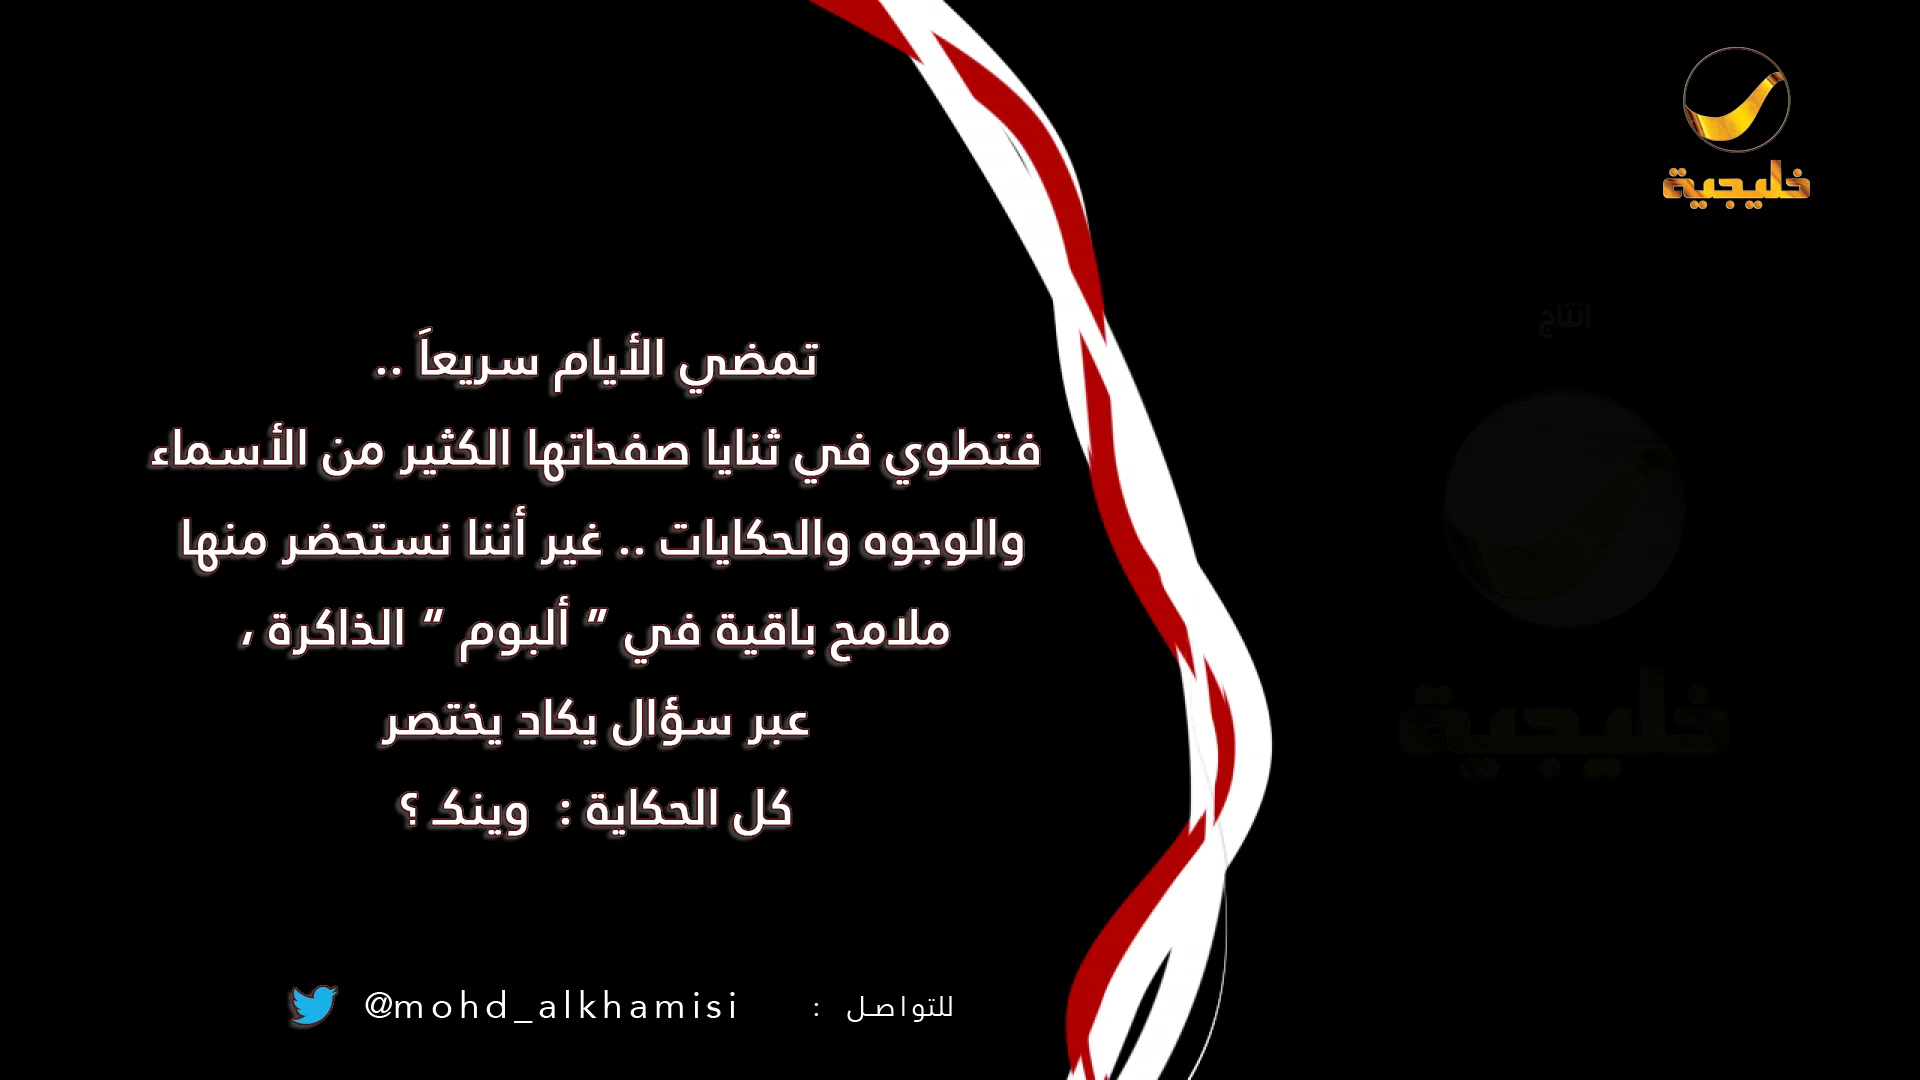 خليجية
انتاج
تمضي الأيام سريعاَ ..
فتطوي في ثنايا صفحاتها الكثير من الأسماء
والوجوه والحكايات .. غير أننا نستحضر منها
ملامح باقية في ” ألبوم “ الذاكرة ،
عبر سؤال يكاد يختصر
كل الحكاية : وينكـ ؟
خليجية
للتواصل : @mohd_alkhamisi